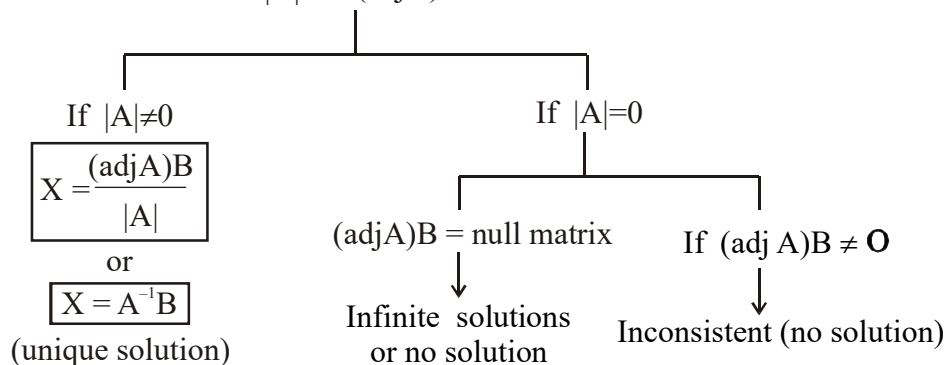 If |A|≠0
X = (adjA)B / |A|
or
X = A⁻¹B
(unique solution)
If |A|=0
(adjA)B = null matrix
Infinite solutions
or no solution
If (adj A)B ≠ O
Inconsistent (no solution)